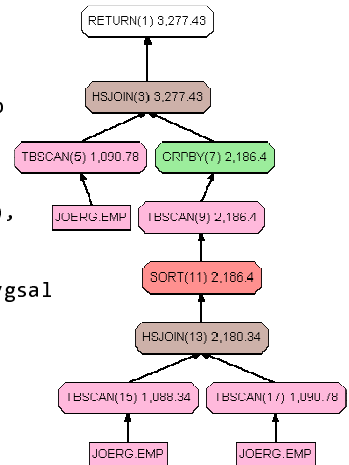 RETURN(1) 3,277.43
HSJOIN(3) 3,277.43
TBSCAN(5) 1,090.78
GRPBY(7) 2,186.4
JOERG.EMP
TBSCAN(9) 2,186.4
),
SORT(11) 2,186.4
gsal
HSJOIN(13) 2,180.34
TBSCAN(15) 1,088.34
TBSCAN(17) 1,090.78
JOERG.EMP
JOERG.EMP